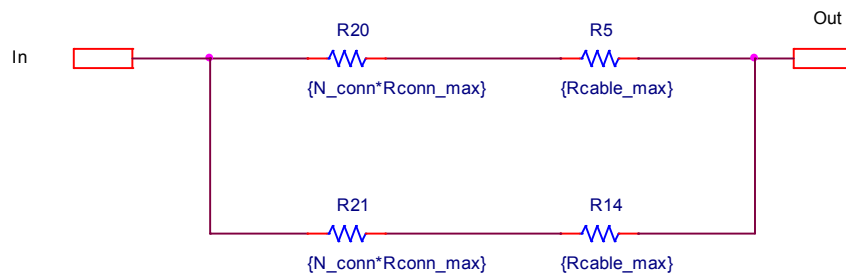 Out
In
R20
R5
{N_conn*Rconn_max}
{Rcable_max}
R21
R14
{N_conn*Rconn_max}
{Rcable_max}